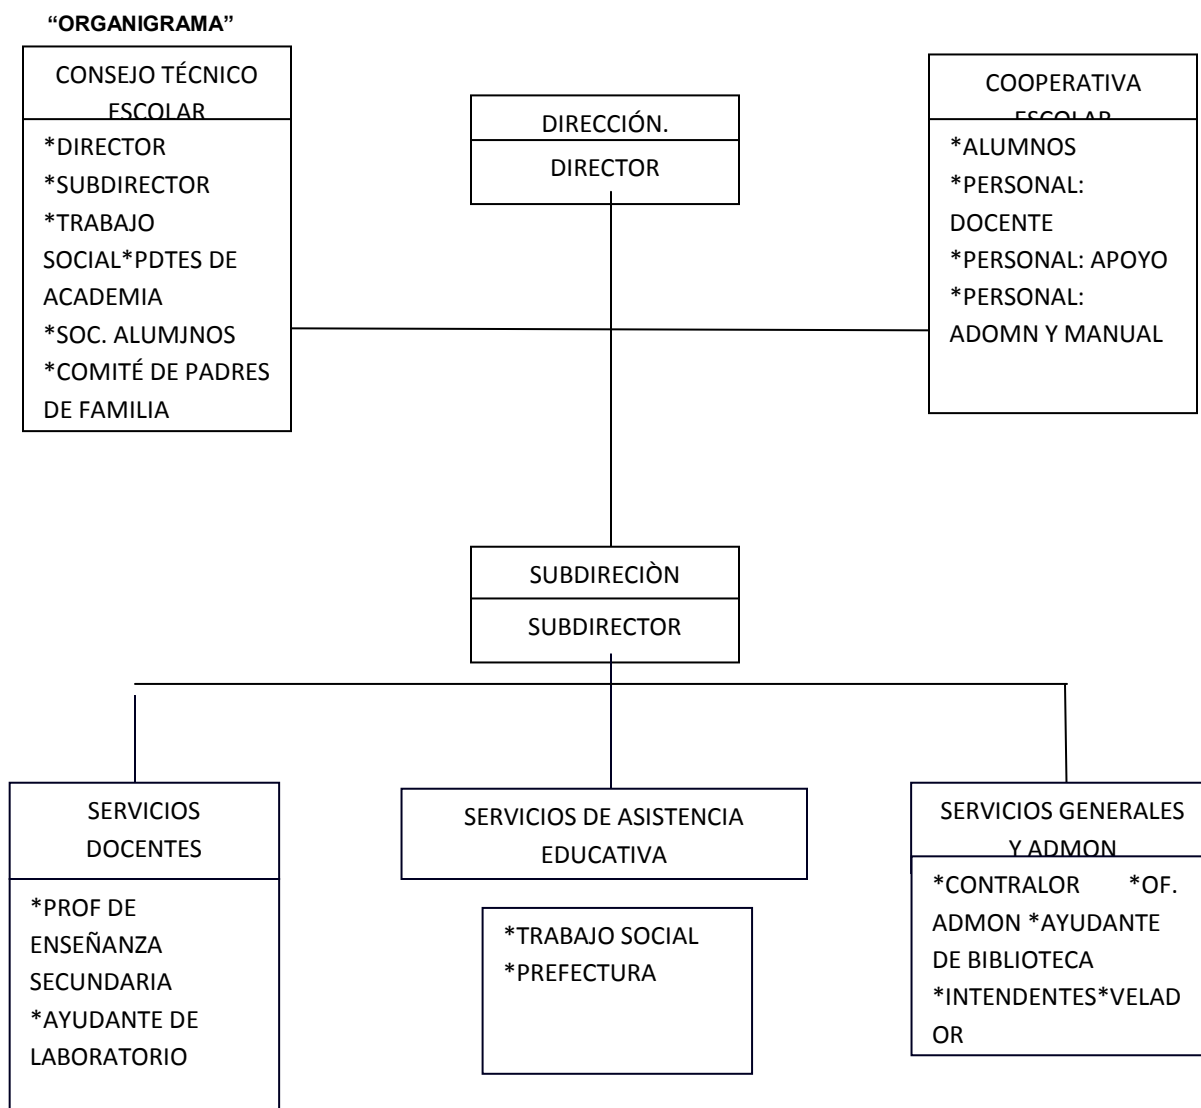 “ORGANIGRAMA”
CONSEJO TÉCNICO
ESCOLAR
*DIRECTOR
*SUBDIRECTOR
*TRABAJO
SOCIAL*PDTES DE
ACADEMIA
*SOC. ALUMJNOS
*COMITÉ DE PADRES
DE FAMILIA
DIRECCIÓN.
DIRECTOR
COOPERATIVA
ESCOLAR
*ALUMNOS
*PERSONAL:
DOCENTE
*PERSONAL: APOYO
*PERSONAL:
ADOMN Y MANUAL
SUBDIRECIÒN
SUBDIRECTOR
SERVICIOS
DOCENTES
*PROF DE
ENSEÑANZA
SECUNDARIA
*AYUDANTE DE
LABORATORIO
SERVICIOS DE ASISTENCIA
EDUCATIVA
*TRABAJO SOCIAL
*PREFECTURA
SERVICIOS GENERALES
Y ADMON
*CONTRALOR *OF.
ADMON *AYUDANTE
DE BIBLIOTECA
*INTENDENTES*VELAD
OR